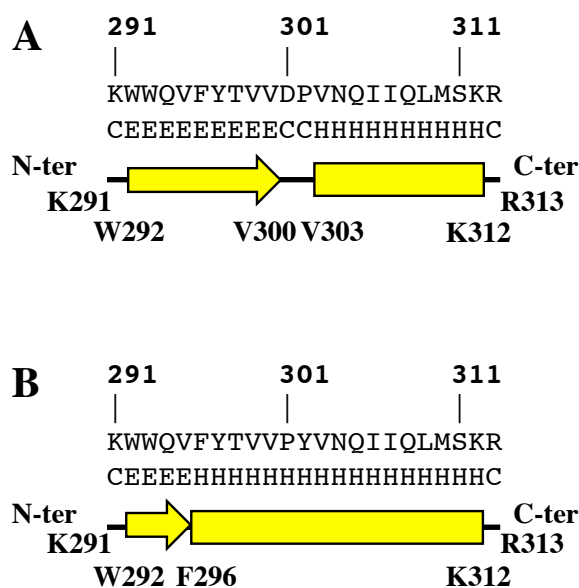 A
291 301 311
| | |
KWWQVFYTVVDPVNQIIQLMSKR
CEEEEEEEEECCHHHHHHHHHHC
N-ter C-ter
K291 R313
W292 V300 V303 K312
B
291 301 311
| | |
KWWQVFYTVVPYVNQIIQLMSKR
CEEEEHHHHHHHHHHHHHHHHHC
N-ter C-ter
K291 R313
W292 F296 K312